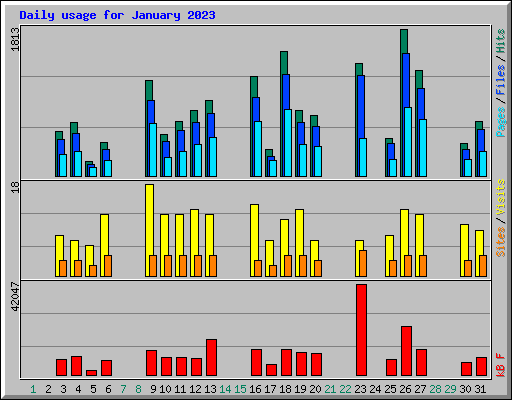 Daily usage for January 2023
1813
Pages / Files / Hits
18
Sites / Visits
42047
kB F
1 2 3 4 5 6 7 8 9 10 11 12 13 14 15 16 17 18 19 20 21 22 23 24 25 26 27 28 29 30 31